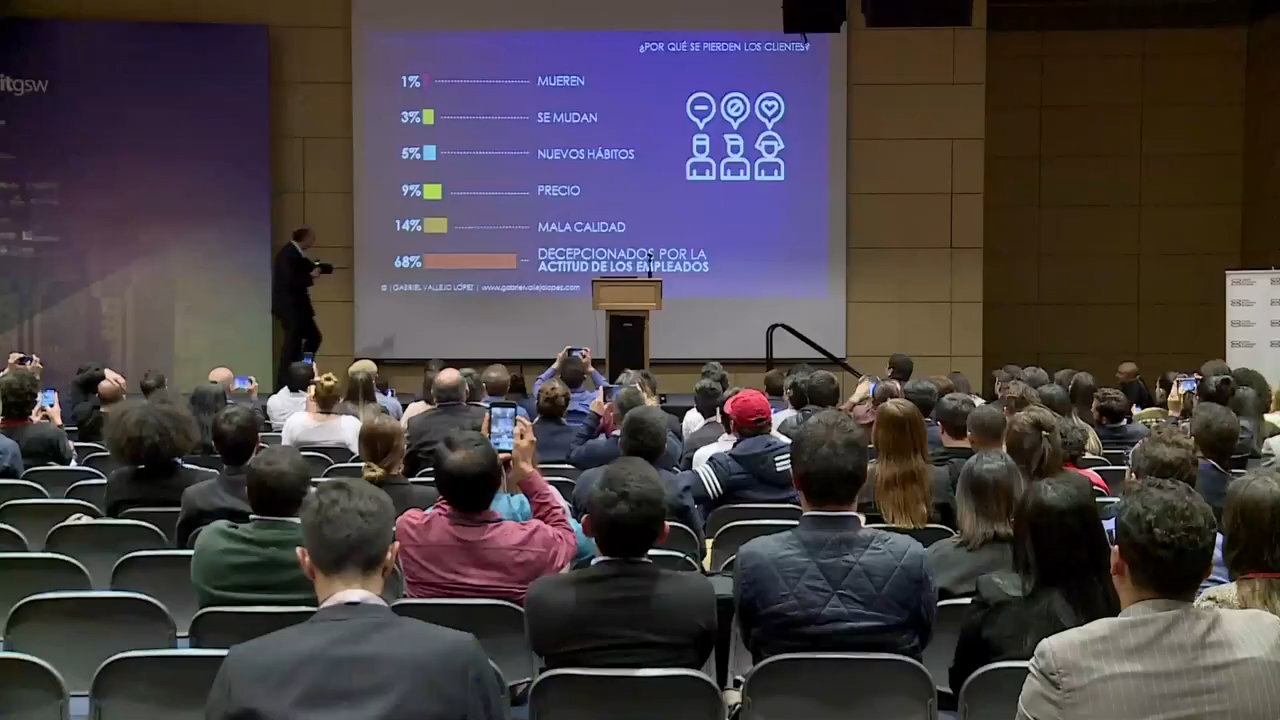 itgsw
¿POR QUÉ SE PIERDEN LOS CLIENTES?
1% MUEREN
3% SE MUDAN
5% NUEVOS HÁBITOS
9% PRECIO
14% MALA CALIDAD
68% DECEPCIONADOS POR LA
ACTITUD DE LOS EMPLEADOS
© | GABRIEL VALLEJO LÓPEZ | www.gabrielvallejolopez.com